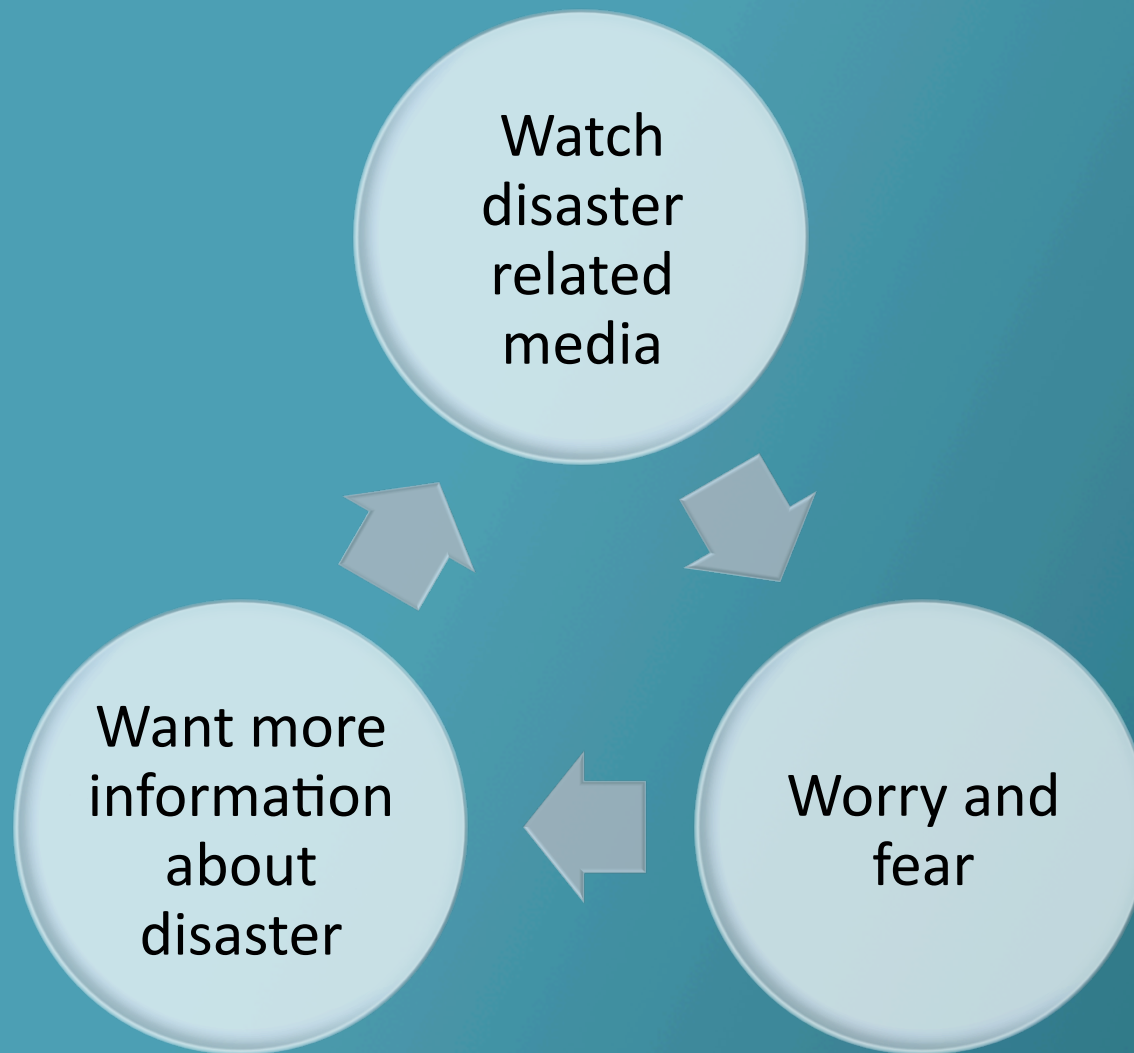 Watch
disaster
related
media
Worry and
fear
Want more
information
about
disaster